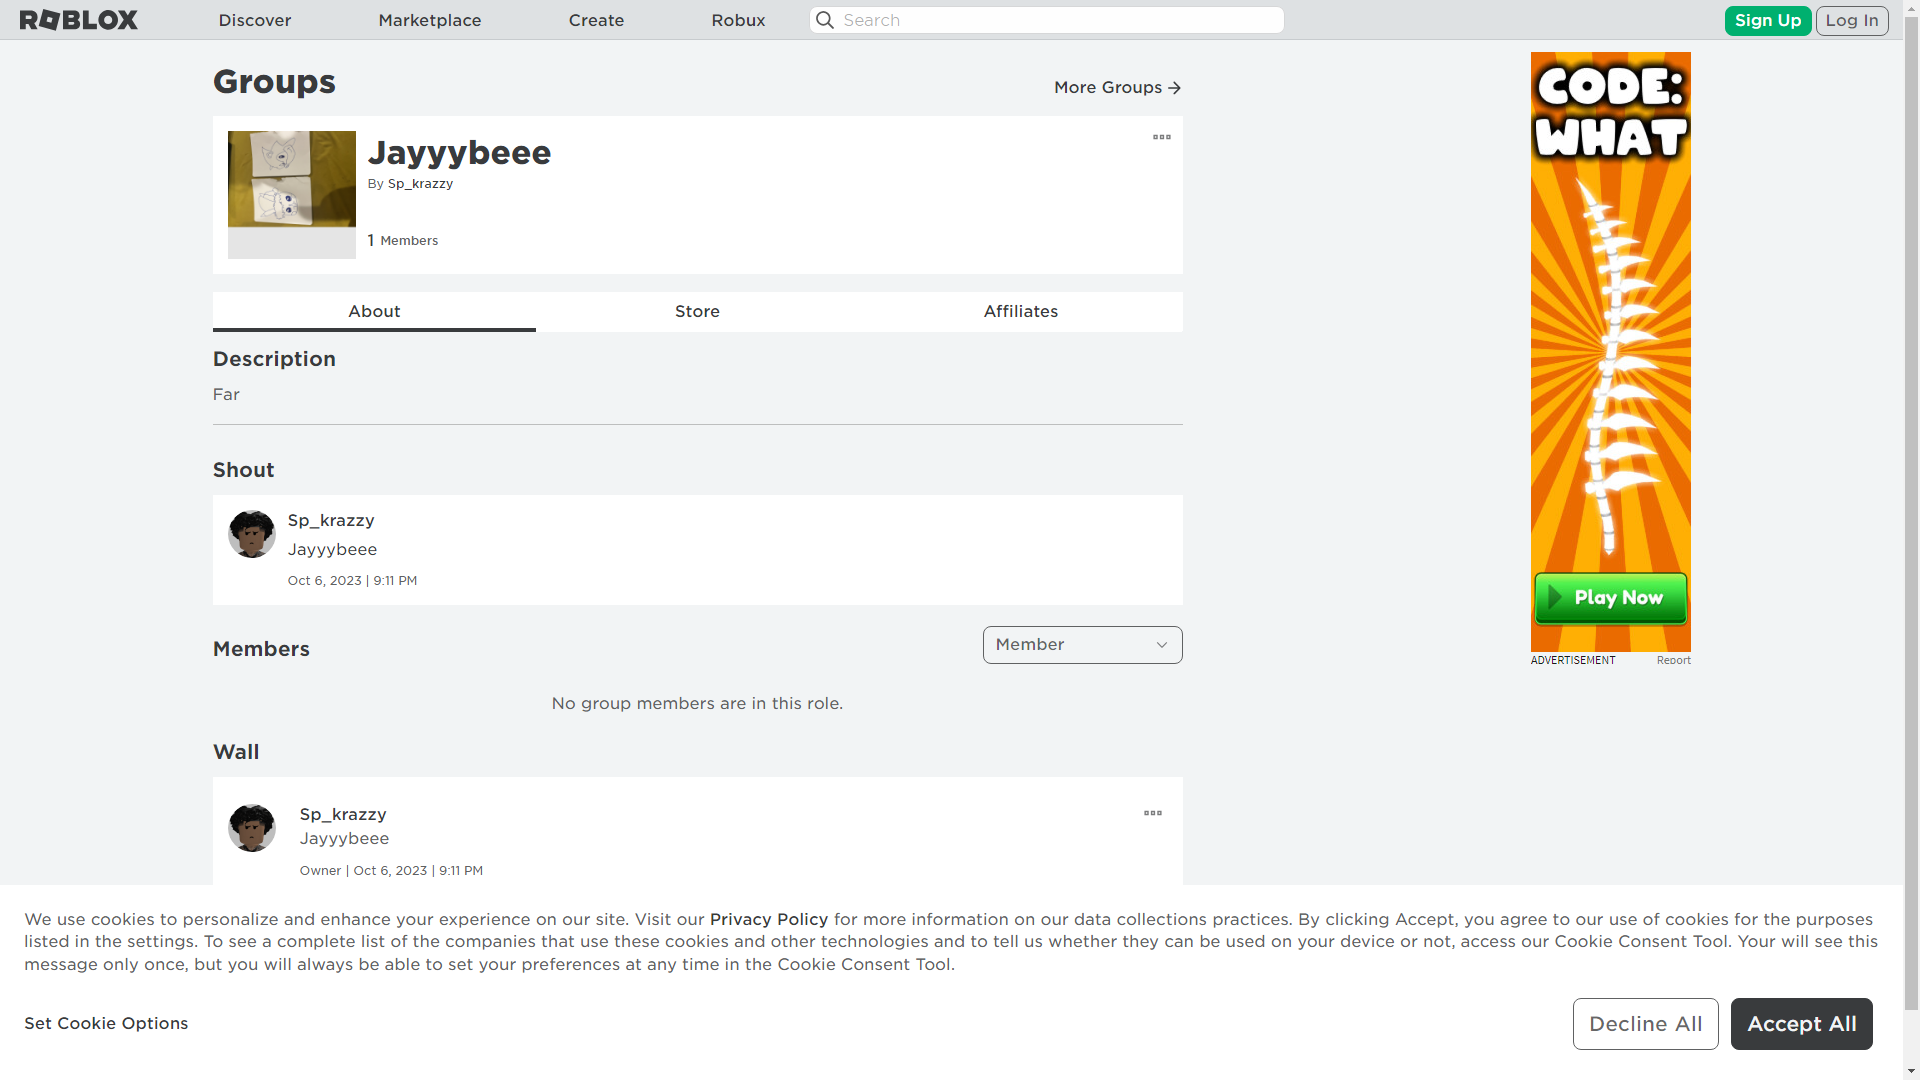 ROBLOX
Discover
Marketplace
Create
Robux
Search
Sign Up
Log In
Groups
More Groups
Jayyybeee
By Sp_krazzy
1 Members
About
Store
Affiliates
Description
Far
Shout
Sp_krazzy
Jayyybeee
Oct 6, 2023 | 9:11 PM
Members
Member
No group members are in this role.
Wall
Sp_krazzy
Jayyybeee
Owner | Oct 6, 2023 | 9:11 PM
CODE:
WHAT
Play Now
ADVERTISEMENT
Report
We use cookies to personalize and enhance your experience on our site. Visit our Privacy Policy for more information on our data collections practices. By clicking Accept, you agree to our use of cookies for the purposes
listed in the settings. To see a complete list of the companies that use these cookies and other technologies and to tell us whether they can be used on your device or not, access our Cookie Consent Tool. Your will see this
message only once, but you will always be able to set your preferences at any time in the Cookie Consent Tool.
Set Cookie Options
Decline All
Accept All